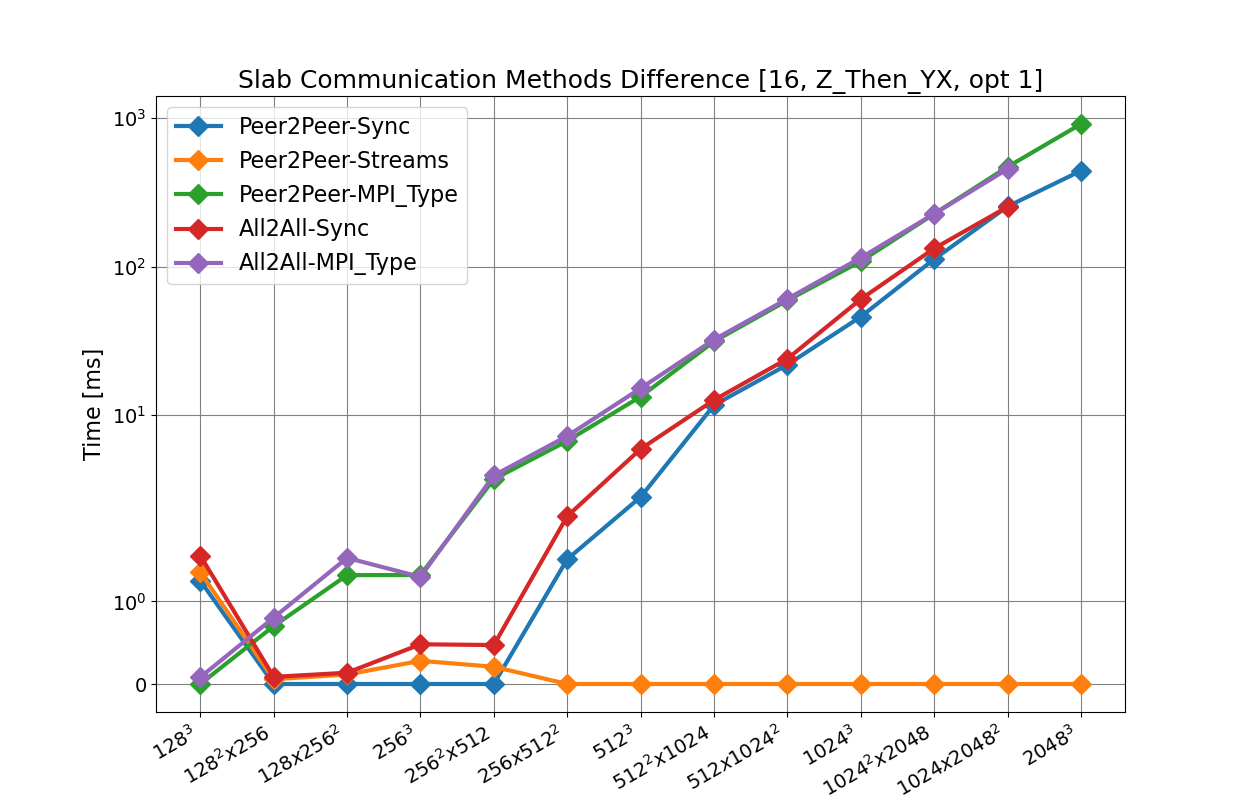 Slab Communication Methods Difference [16, Z_Then_YX, opt 1]
Peer2Peer-Sync
Peer2Peer-Streams
Peer2Peer-MPI_Type
All2All-Sync
All2All-MPI_Type
Time [ms]
10³
10²
10¹
10⁰
0
128³
128²x256
128x256²
256³
256²x512
256x512²
512³
512²x1024
512x1024²
1024³
1024²x2048
1024x2048²
2048³